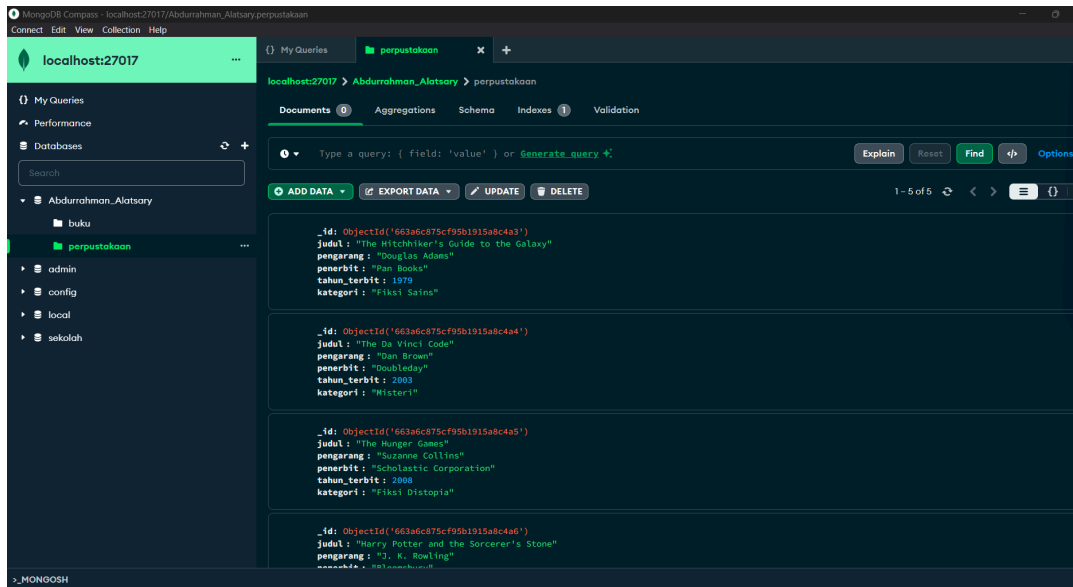 MongoDB Compass - localhost:27017/Abdurrahman_Alatsary.perpustakaan
Connect Edit View Collection Help
localhost:27017
{} My Queries
perpustakaan
localhost:27017 > Abdurrahman_Alatsary > perpustakaan
{} My Queries
Performance
Databases
Search
Abdurrahman_Alatsary
buku
perpustakaan
admin
config
local
sekolah
Documents 0 Aggregations Schema Indexes 1 Validation
Type a query: { field: 'value' } or Generate query
Explain Reset Find </> Options
ADD DATA EXPORT DATA UPDATE DELETE
1 – 5 of 5
{}
_id: ObjectId('663a6c875cf95b1915a8c4a3')
judul : "The Hitchhiker's Guide to the Galaxy"
pengarang : "Douglas Adams"
penerbit : "Pan Books"
tahun_terbit : 1979
kategori : "Fiksi Sains"
_id: ObjectId('663a6c875cf95b1915a8c4a4')
judul : "The Da Vinci Code"
pengarang : "Dan Brown"
penerbit : "Doubleday"
tahun_terbit : 2003
kategori : "Misteri"
_id: ObjectId('663a6c875cf95b1915a8c4a5')
judul : "The Hunger Games"
pengarang : "Suzanne Collins"
penerbit : "Scholastic Corporation"
tahun_terbit : 2008
kategori : "Fiksi Distopia"
_id: ObjectId('663a6c875cf95b1915a8c4a6')
judul : "Harry Potter and the Sorcerer's Stone"
pengarang : "J. K. Rowling"
penerbit : "Bloomsbury"
>_MONGOSH